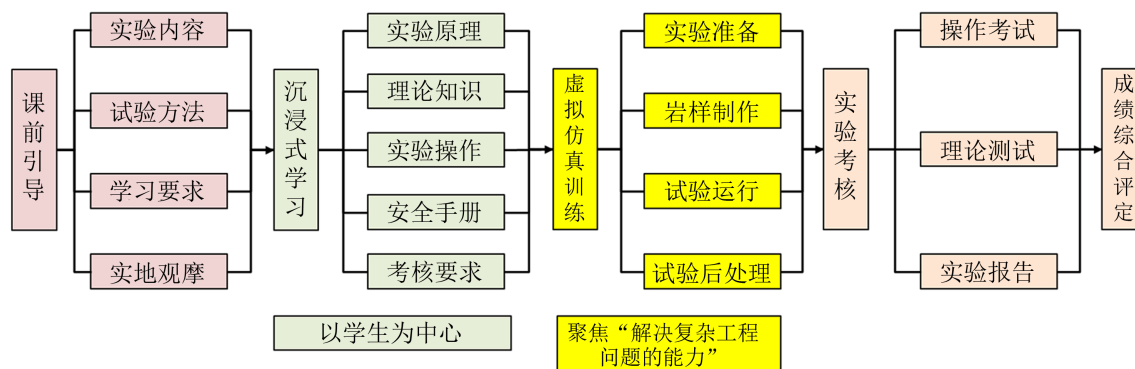 课前引导
实验内容
试验方法
学习要求
实地观摩
沉浸式学习
实验原理
理论知识
实验操作
安全手册
考核要求
虚拟仿真训练
实验准备
岩样制作
试验运行
试验后处理
实验考核
操作考试
理论测试
实验报告
成绩综合评定
以学生为中心
聚焦“解决复杂工程
问题的能力”